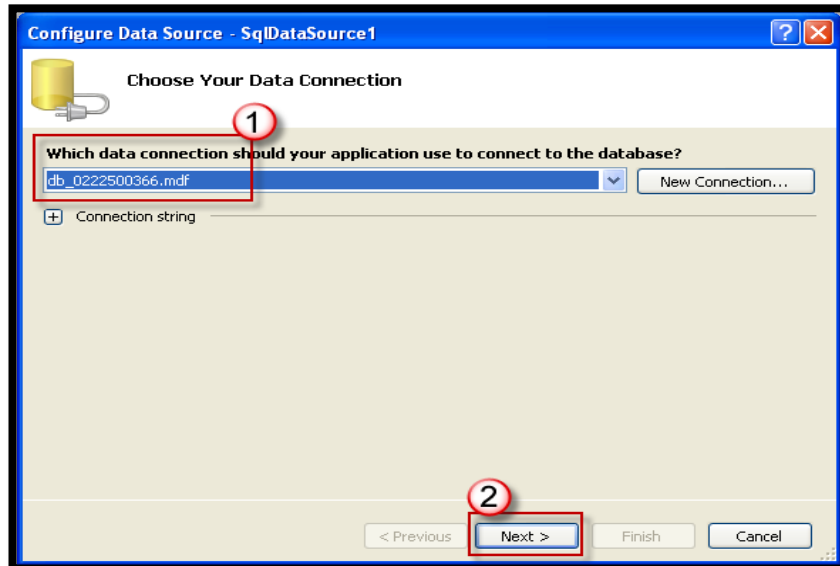 Configure Data Source - SqlDataSource1
Choose Your Data Connection
1
Which data connection should your application use to connect to the database?
db_0222500366.mdf
New Connection...
Connection string
2
< Previous
Next >
Finish
Cancel